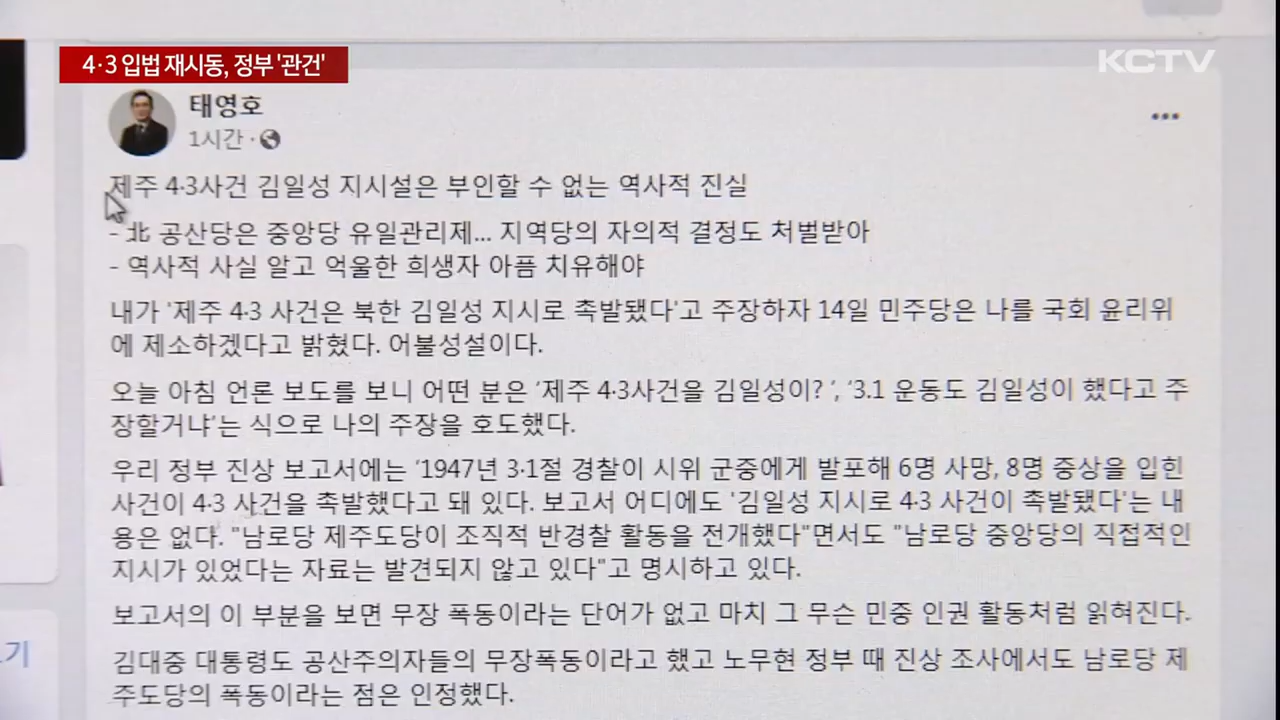 4·3 입법 재시동, 정부 '관건'
KCTV
태영호
1시간 ·
제주 4·3사건 김일성 지시설은 부인할 수 없는 역사적 진실
- 北 공산당은 중앙당 유일관리제... 지역당의 자의적 결정도 처벌받아
- 역사적 사실 알고 억울한 희생자 아픔 치유해야
내가 '제주 4·3 사건은 북한 김일성 지시로 촉발됐다'고 주장하자 14일 민주당은 나를 국회 윤리위
에 제소하겠다고 밝혔다. 어불성설이다.
오늘 아침 언론 보도를 보니 어떤 분은 '제주 4·3사건을 김일성이? ', '3.1 운동도 김일성이 했다고 주
장할거냐'는 식으로 나의 주장을 호도했다.
우리 정부 진상 보고서에는 '1947년 3·1절 경찰이 시위 군중에게 발포해 6명 사망, 8명 중상을 입힌
사건이 4·3 사건을 촉발했다고 돼 있다. 보고서 어디에도 '김일성 지시로 4·3 사건이 촉발됐다'는 내
용은 없다. "남로당 제주도당이 조직적 반경찰 활동을 전개했다"면서도 "남로당 중앙당의 직접적인
지시가 있었다는 자료는 발견되지 않고 있다"고 명시하고 있다.
보고서의 이 부분을 보면 무장 폭동이라는 단어가 없고 마치 그 무슨 민중 인권 활동처럼 읽혀진다.
김대중 대통령도 공산주의자들의 무장폭동이라고 했고 노무현 정부 때 진상 조사에서도 남로당 제
주도당의 폭동이라는 점은 인정했다.